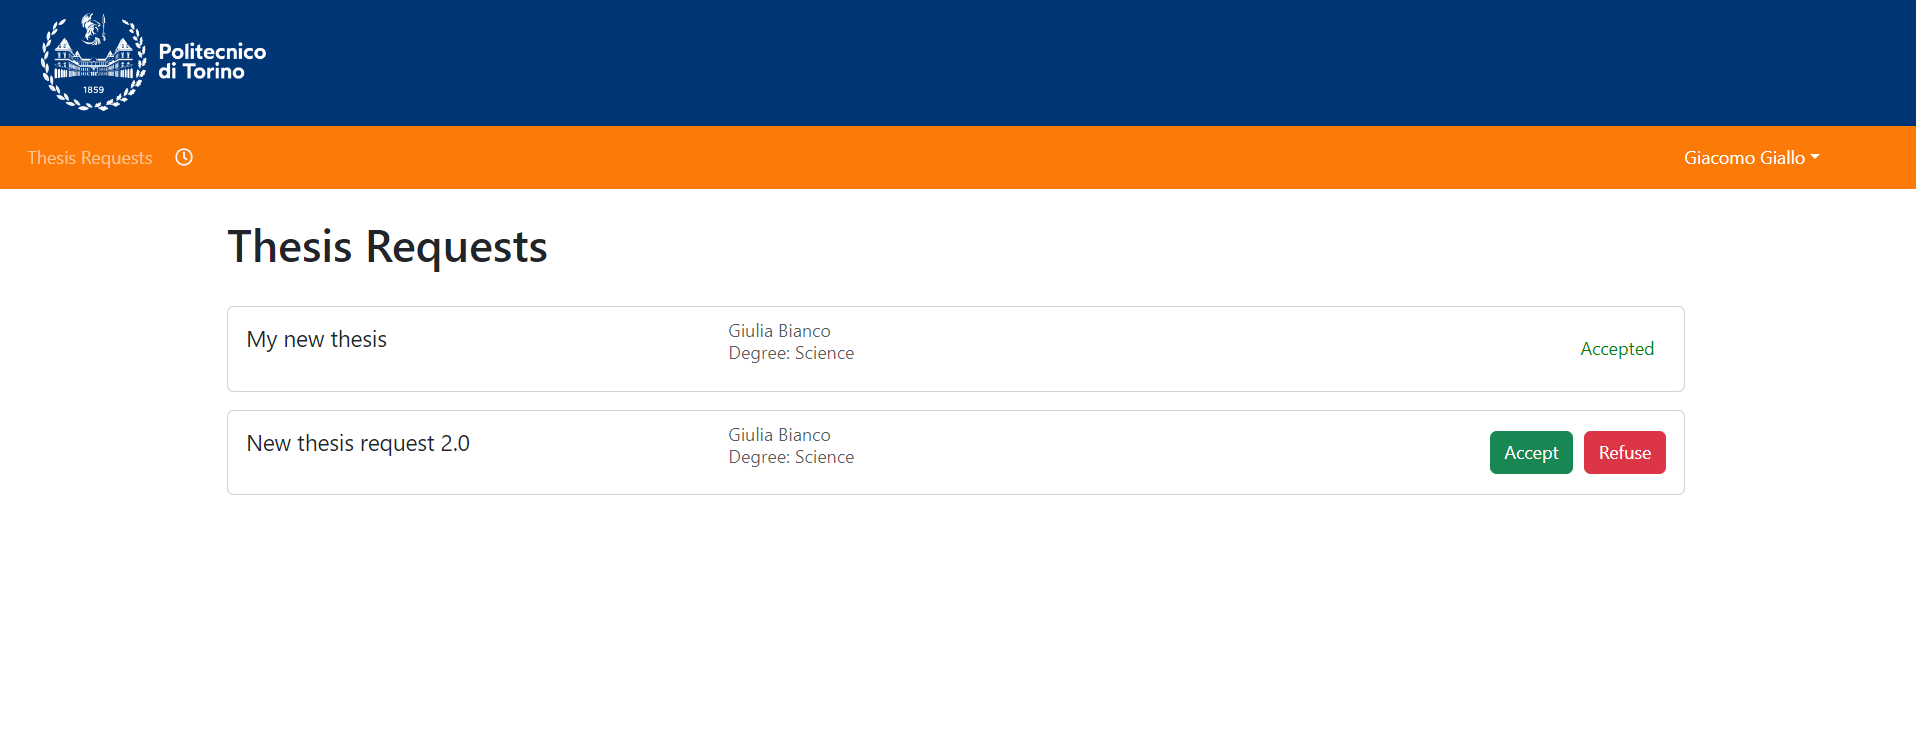 Politecnico
di Torino
1859
Thesis Requests
Giacomo Giallo
Thesis Requests
My new thesis
Giulia Bianco
Degree: Science
Accepted
New thesis request 2.0
Giulia Bianco
Degree: Science
Accept
Refuse